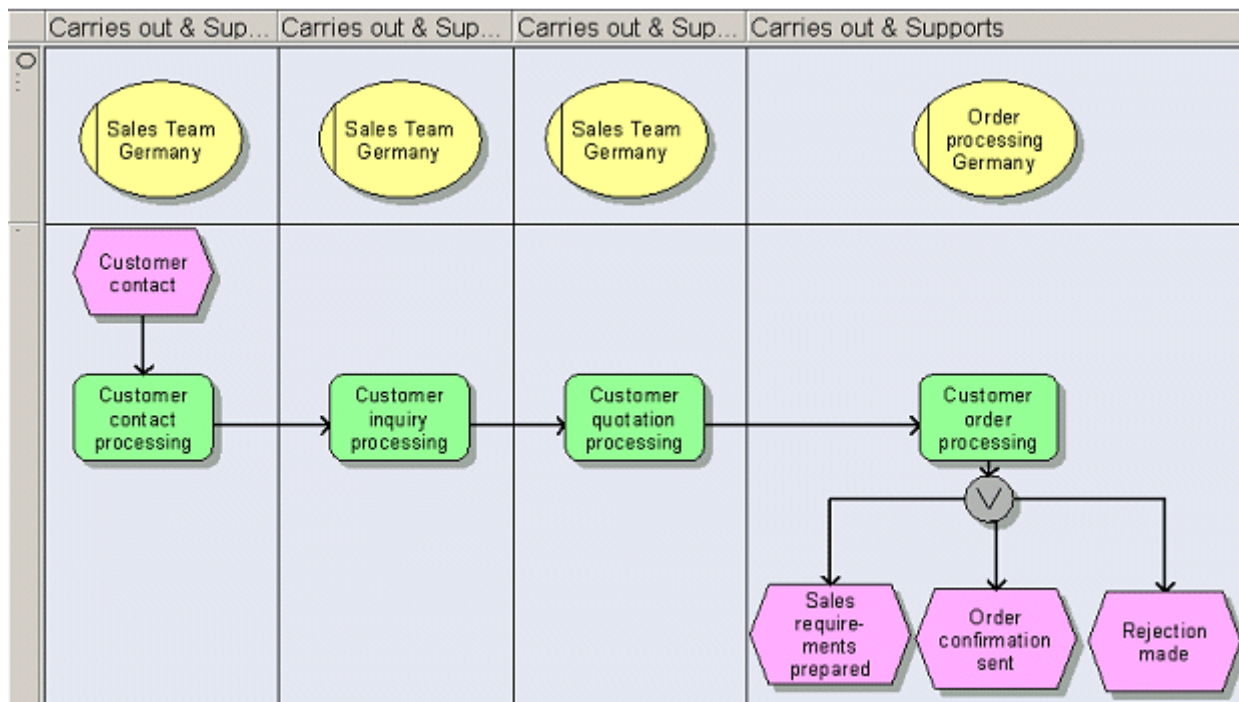 Carries out & Sup...
Carries out & Sup...
Carries out & Sup...
Carries out & Supports
O...
Sales Team
Germany
Sales Team
Germany
Sales Team
Germany
Order
processing
Germany
Customer
contact
Customer
contact
processing
Customer
inquiry
processing
Customer
quotation
processing
Customer
order
processing
V
Sales
require-
ments
prepared
Order
confirmation
sent
Rejection
made